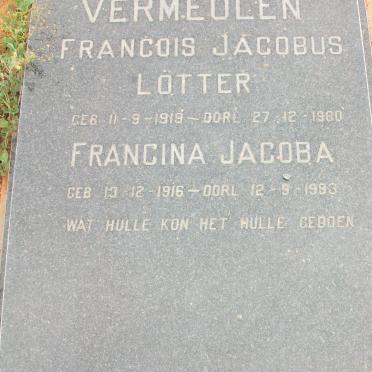 VERMEULEN
FRANCOIS JACOBUS
LÖTTER
GEB 11-9-1919 — OORL 27-12-1980
FRANCINA JACOBA
GEB 13-12-1916 — OORL 12-9-1993
WAT HULLE KON HET HULLE GEDOEN